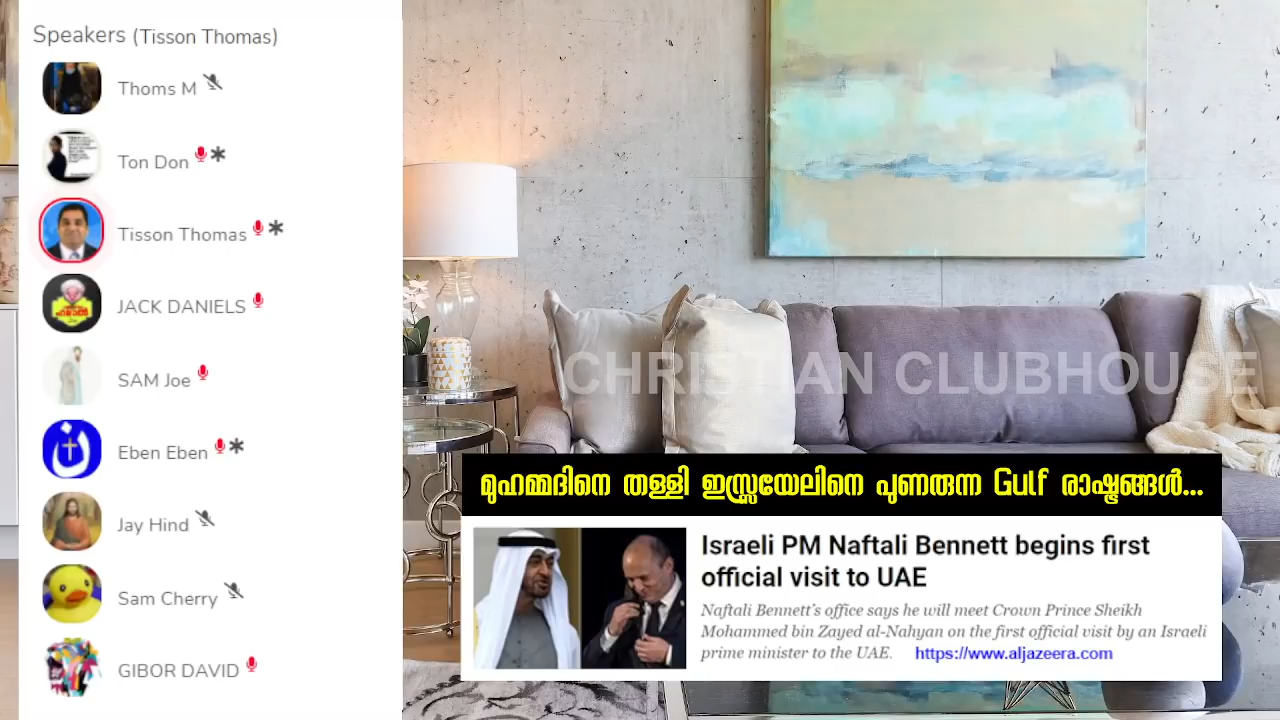 Speakers (Tisson Thomas)
Thoms M
Ton Don
Tisson Thomas
JACK DANIELS
SAM Joe
Eben Eben
Jay Hind
Sam Cherry
GIBOR DAVID
CHRISTIAN CLUBHOUSE
മുഹമ്മദിനെ തള്ളി ഇസ്രായേലിനെ പുണരുന്ന Gulf രാഷ്ട്രങ്ങൾ...
Israeli PM Naftali Bennett begins first
official visit to UAE
Naftali Bennett’s office says he will meet Crown Prince Sheikh
Mohammed bin Zayed al-Nahyan on the first official visit by an Israeli
prime minister to the UAE. https://www.aljazeera.com